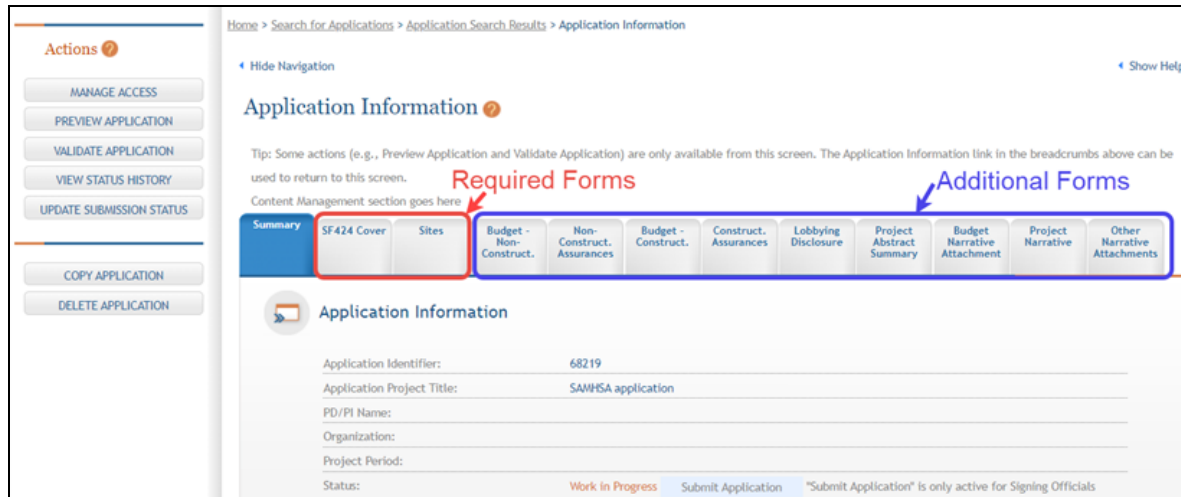 Home > Search for Applications > Application Search Results > Application Information
Actions
Hide Navigation
Show Help
MANAGE ACCESS
PREVIEW APPLICATION
VALIDATE APPLICATION
VIEW STATUS HISTORY
UPDATE SUBMISSION STATUS
COPY APPLICATION
DELETE APPLICATION
Application Information
Tip: Some actions (e.g., Preview Application and Validate Application) are only available from this screen. The Application Information link in the breadcrumbs above can be
used to return to this screen.
Content Management section goes here
Required Forms
Additional Forms
Summary
SF424 Cover
Sites
Budget -
Non-
Construct.
Non-
Construct.
Assurances
Budget -
Construct.
Construct.
Assurances
Lobbying
Disclosure
Project
Abstract
Summary
Budget
Narrative
Attachment
Project
Narrative
Other
Narrative
Attachments
Application Information
Application Identifier: 68219
Application Project Title: SAMHSA application
PD/PI Name:
Organization:
Project Period:
Status: Work in Progress Submit Application "Submit Application" is only active for Signing Officials